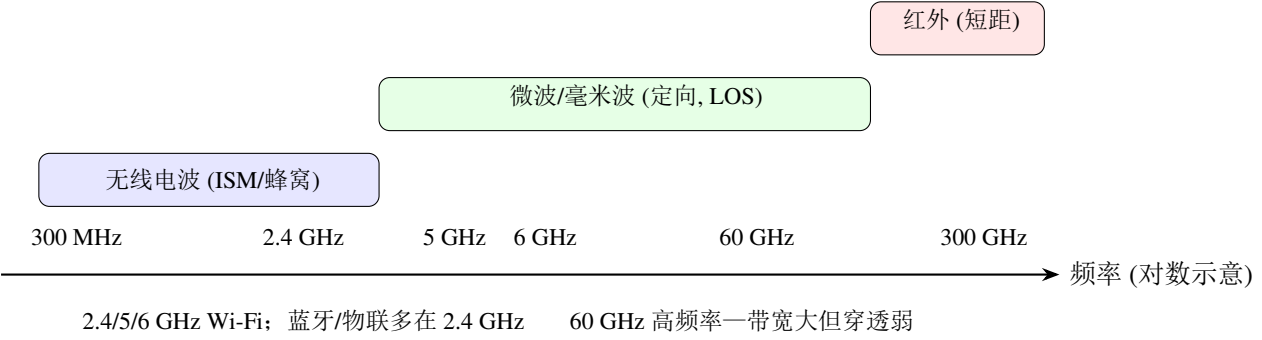 红外 (短距)
微波/毫米波 (定向, LOS)
无线电波 (ISM/蜂窝)
300 MHz 2.4 GHz 5 GHz 6 GHz 60 GHz 300 GHz
频率 (对数示意)
2.4/5/6 GHz Wi-Fi；蓝牙/物联多在 2.4 GHz 60 GHz 高频率—带宽大但穿透弱